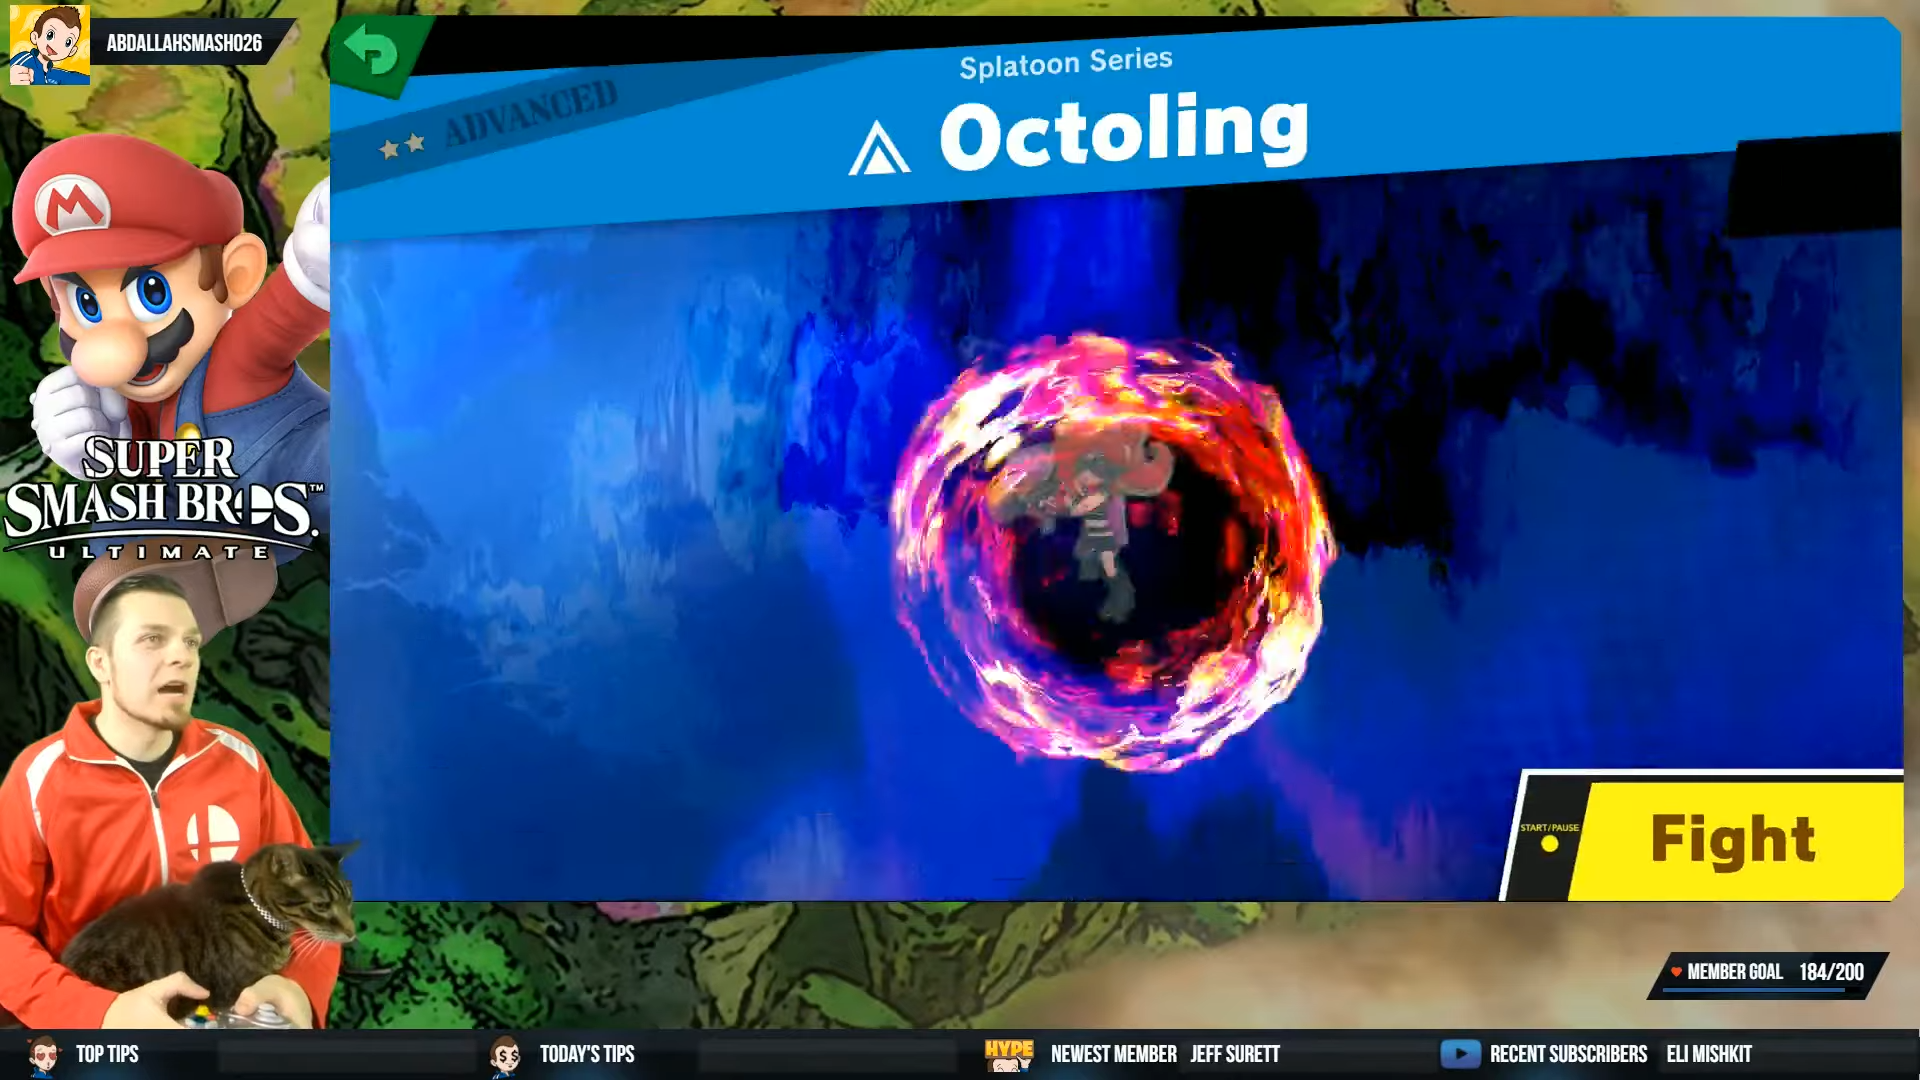 ABDALLAHSMASH026
Splatoon Series
ADVANCED
Octoling
M
SUPER
SMASH BROS.™
ULTIMATE
START/PAUSE
Fight
MEMBER GOAL 184/200
TOP TIPS
TODAY'S TIPS
HYPE
NEWEST MEMBER JEFF SURETT
RECENT SUBSCRIBERS ELI MISHKIT